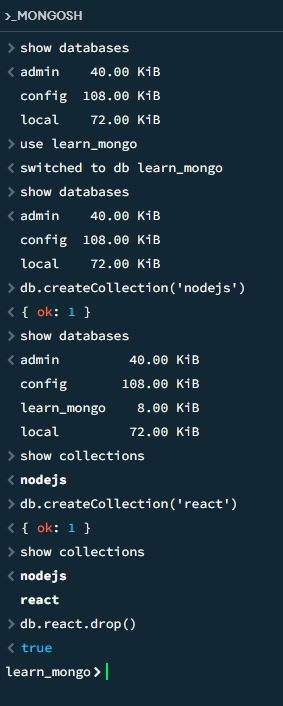 >_MONGOSH
> show databases
< admin 40.00 KiB
config 108.00 KiB
local 72.00 KiB
> use learn_mongo
< switched to db learn_mongo
> show databases
< admin 40.00 KiB
config 108.00 KiB
local 72.00 KiB
> db.createCollection('nodejs')
< { ok: 1 }
> show databases
< admin 40.00 KiB
config 108.00 KiB
learn_mongo 8.00 KiB
local 72.00 KiB
> show collections
< nodejs
> db.createCollection('react')
< { ok: 1 }
> show collections
< nodejs
react
> db.react.drop()
< true
learn_mongo>